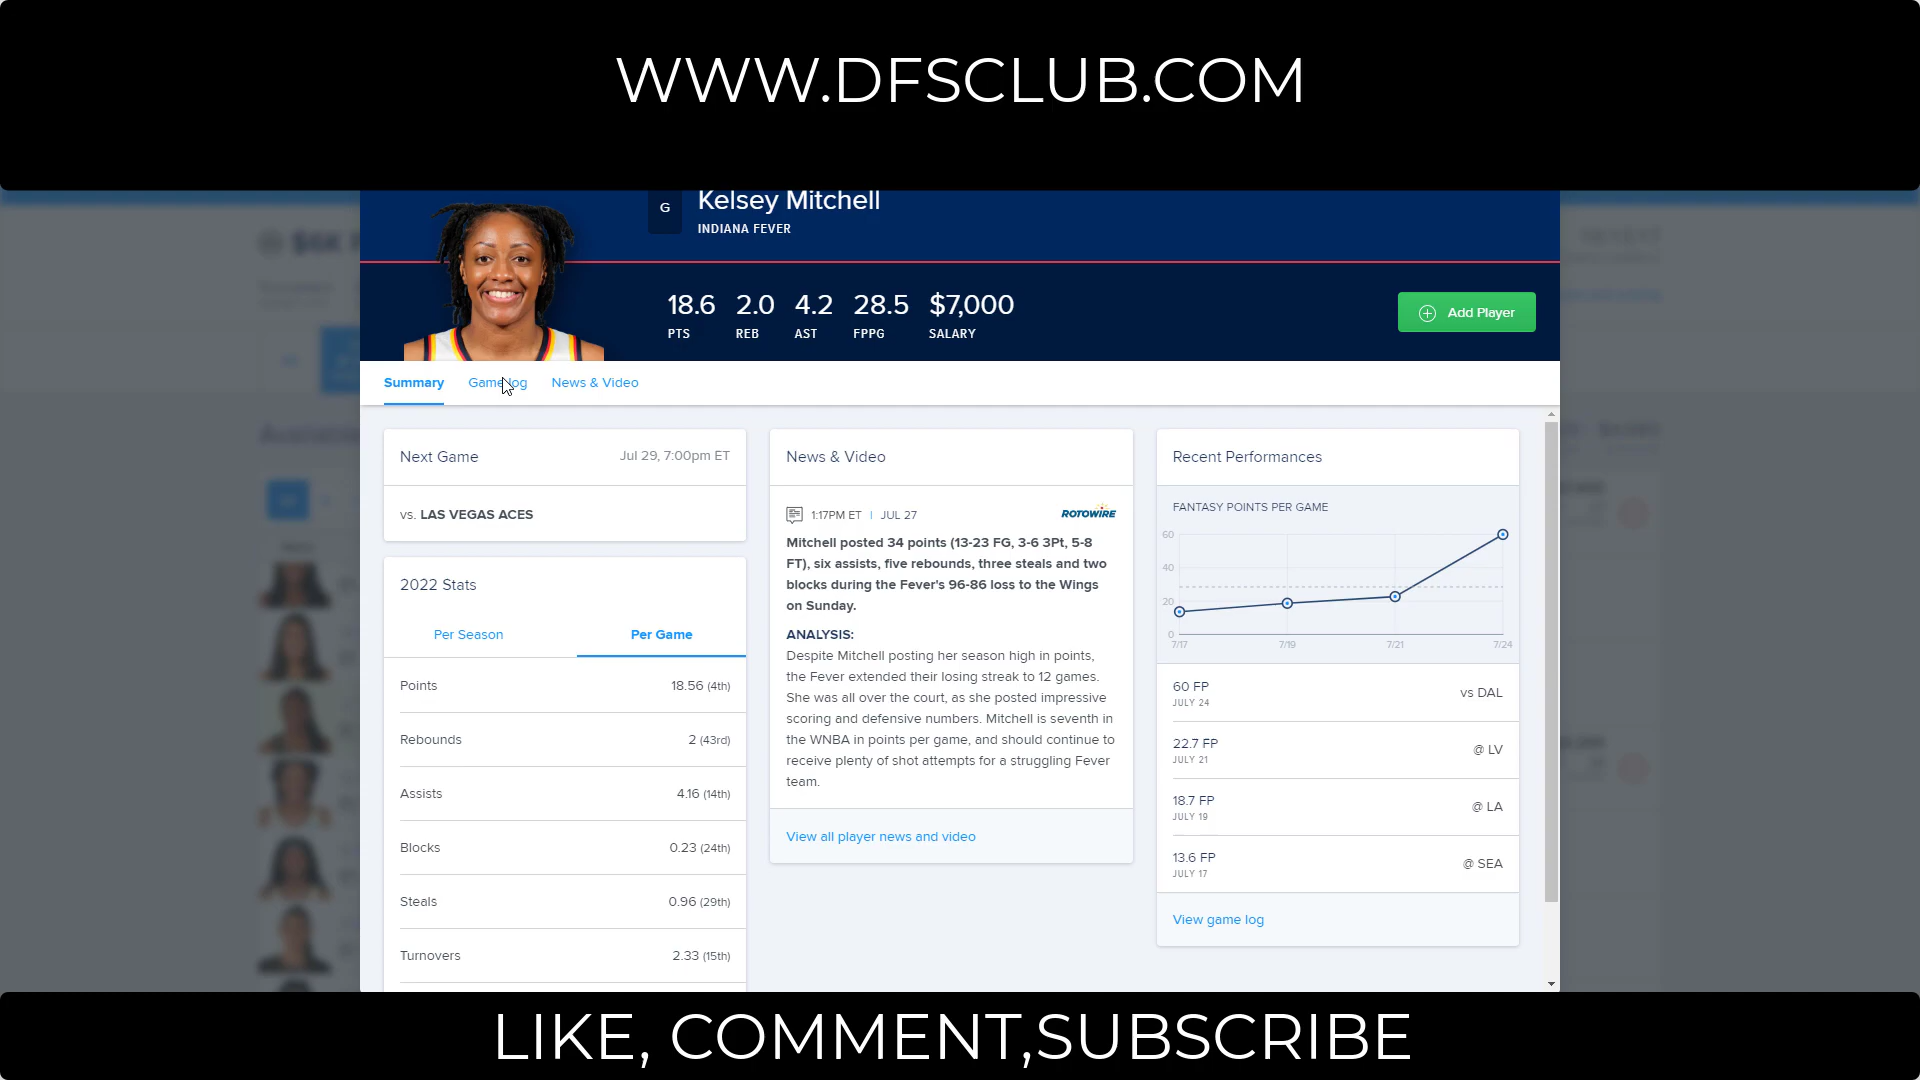 WWW.DFSCLUB.COM
G
Kelsey Mitchell
INDIANA FEVER
18.6 2.0 4.2 28.5 $7,000
PTS REB AST FPPG SALARY
Add Player
Summary Game log News & Video
Next Game Jul 29, 7:00pm ET
vs. LAS VEGAS ACES
2022 Stats
Per Season Per Game
Points 18.56 (4th)
Rebounds 2 (43rd)
Assists 4.16 (14th)
Blocks 0.23 (24th)
Steals 0.96 (29th)
Turnovers 2.33 (15th)
News & Video
1:17PM ET | JUL 27 ROTOWIRE
Mitchell posted 34 points (13-23 FG, 3-6 3Pt, 5-8
FT), six assists, five rebounds, three steals and two
blocks during the Fever's 96-86 loss to the Wings
on Sunday.
ANALYSIS:
Despite Mitchell posting her season high in points,
the Fever extended their losing streak to 12 games.
She was all over the court, as she posted impressive
scoring and defensive numbers. Mitchell is seventh in
the WNBA in points per game, and should continue to
receive plenty of shot attempts for a struggling Fever
team.
View all player news and video
Recent Performances
FANTASY POINTS PER GAME
60
40
20
0
7/17 7/19 7/21 7/24
60 FP vs DAL
JULY 24
22.7 FP @ LV
JULY 21
18.7 FP @ LA
JULY 19
13.6 FP @ SEA
JULY 17
View game log
LIKE, COMMENT,SUBSCRIBE